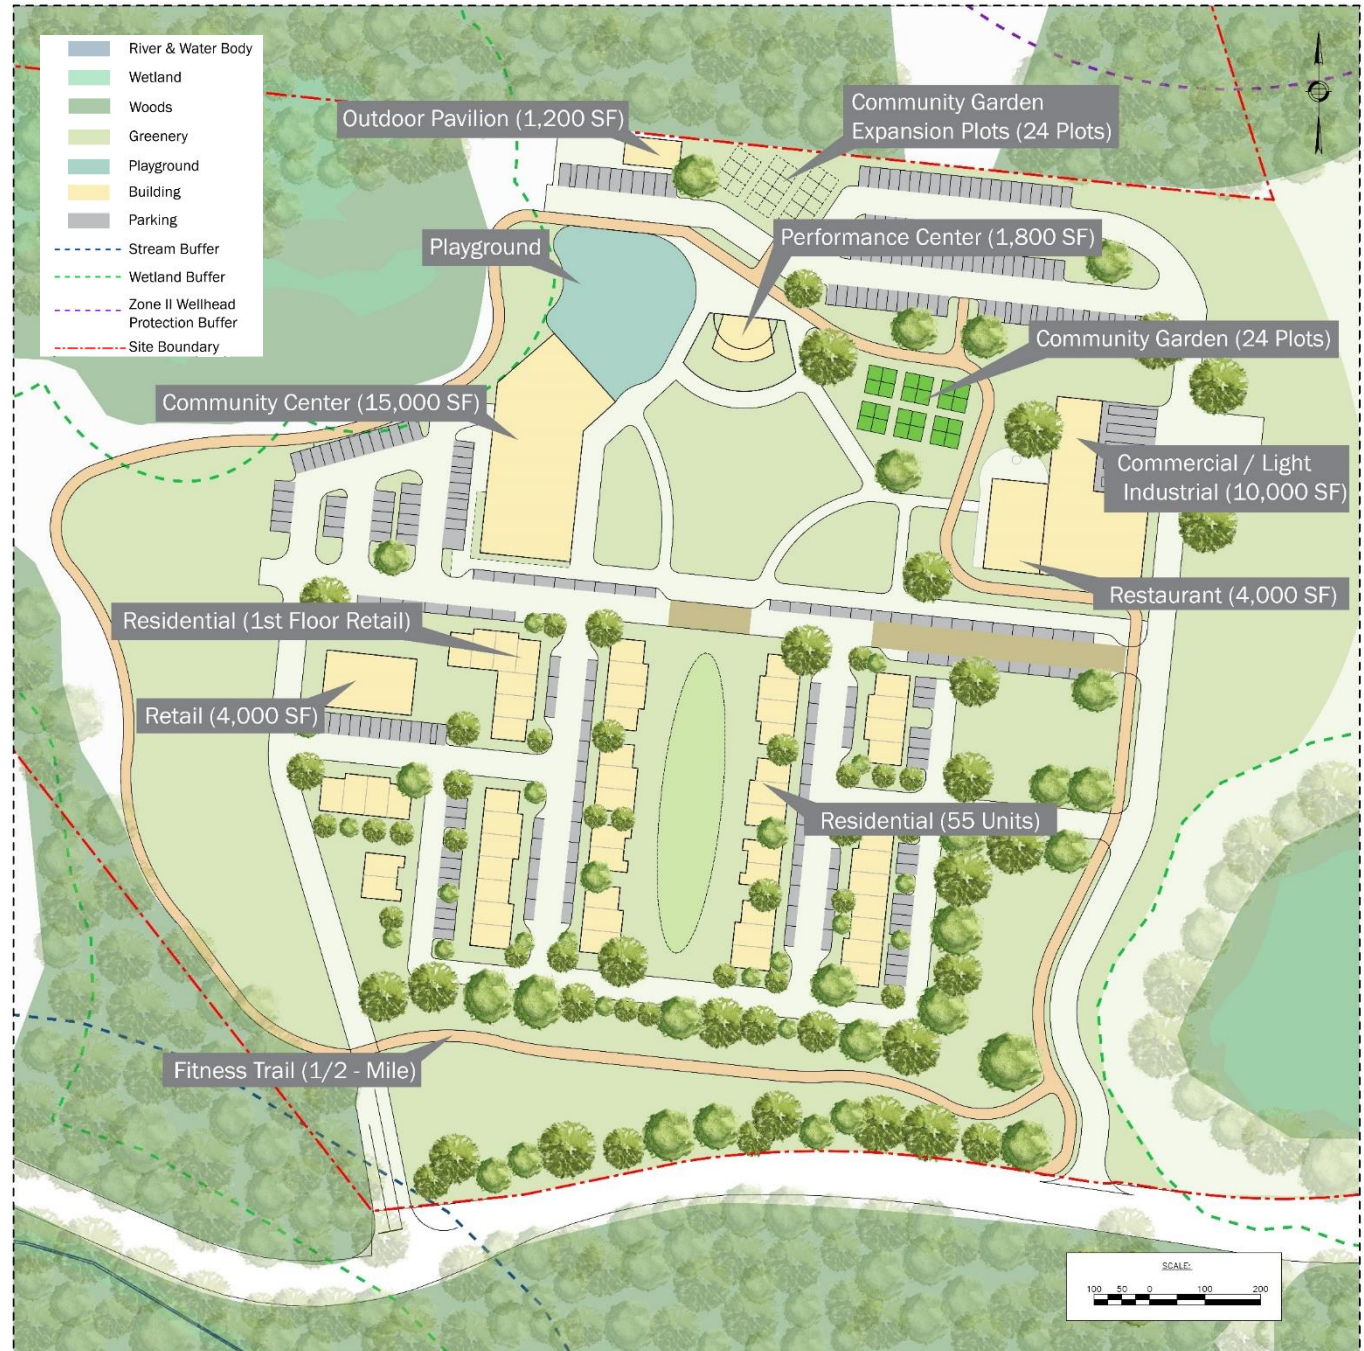 River & Water Body
Wetland
Woods
Greenery
Playground
Building
Parking
Stream Buffer
Wetland Buffer
Zone II Wellhead
Protection Buffer
Site Boundary
Outdoor Pavilion (1,200 SF)
Community Garden
Expansion Plots (24 Plots)
Playground
Performance Center (1,800 SF)
Community Garden (24 Plots)
Community Center (15,000 SF)
Commercial / Light
Industrial (10,000 SF)
Restaurant (4,000 SF)
Residential (1st Floor Retail)
Retail (4,000 SF)
Residential (55 Units)
Fitness Trail (1/2 - Mile)
SCALE:
100 50 0 100 200